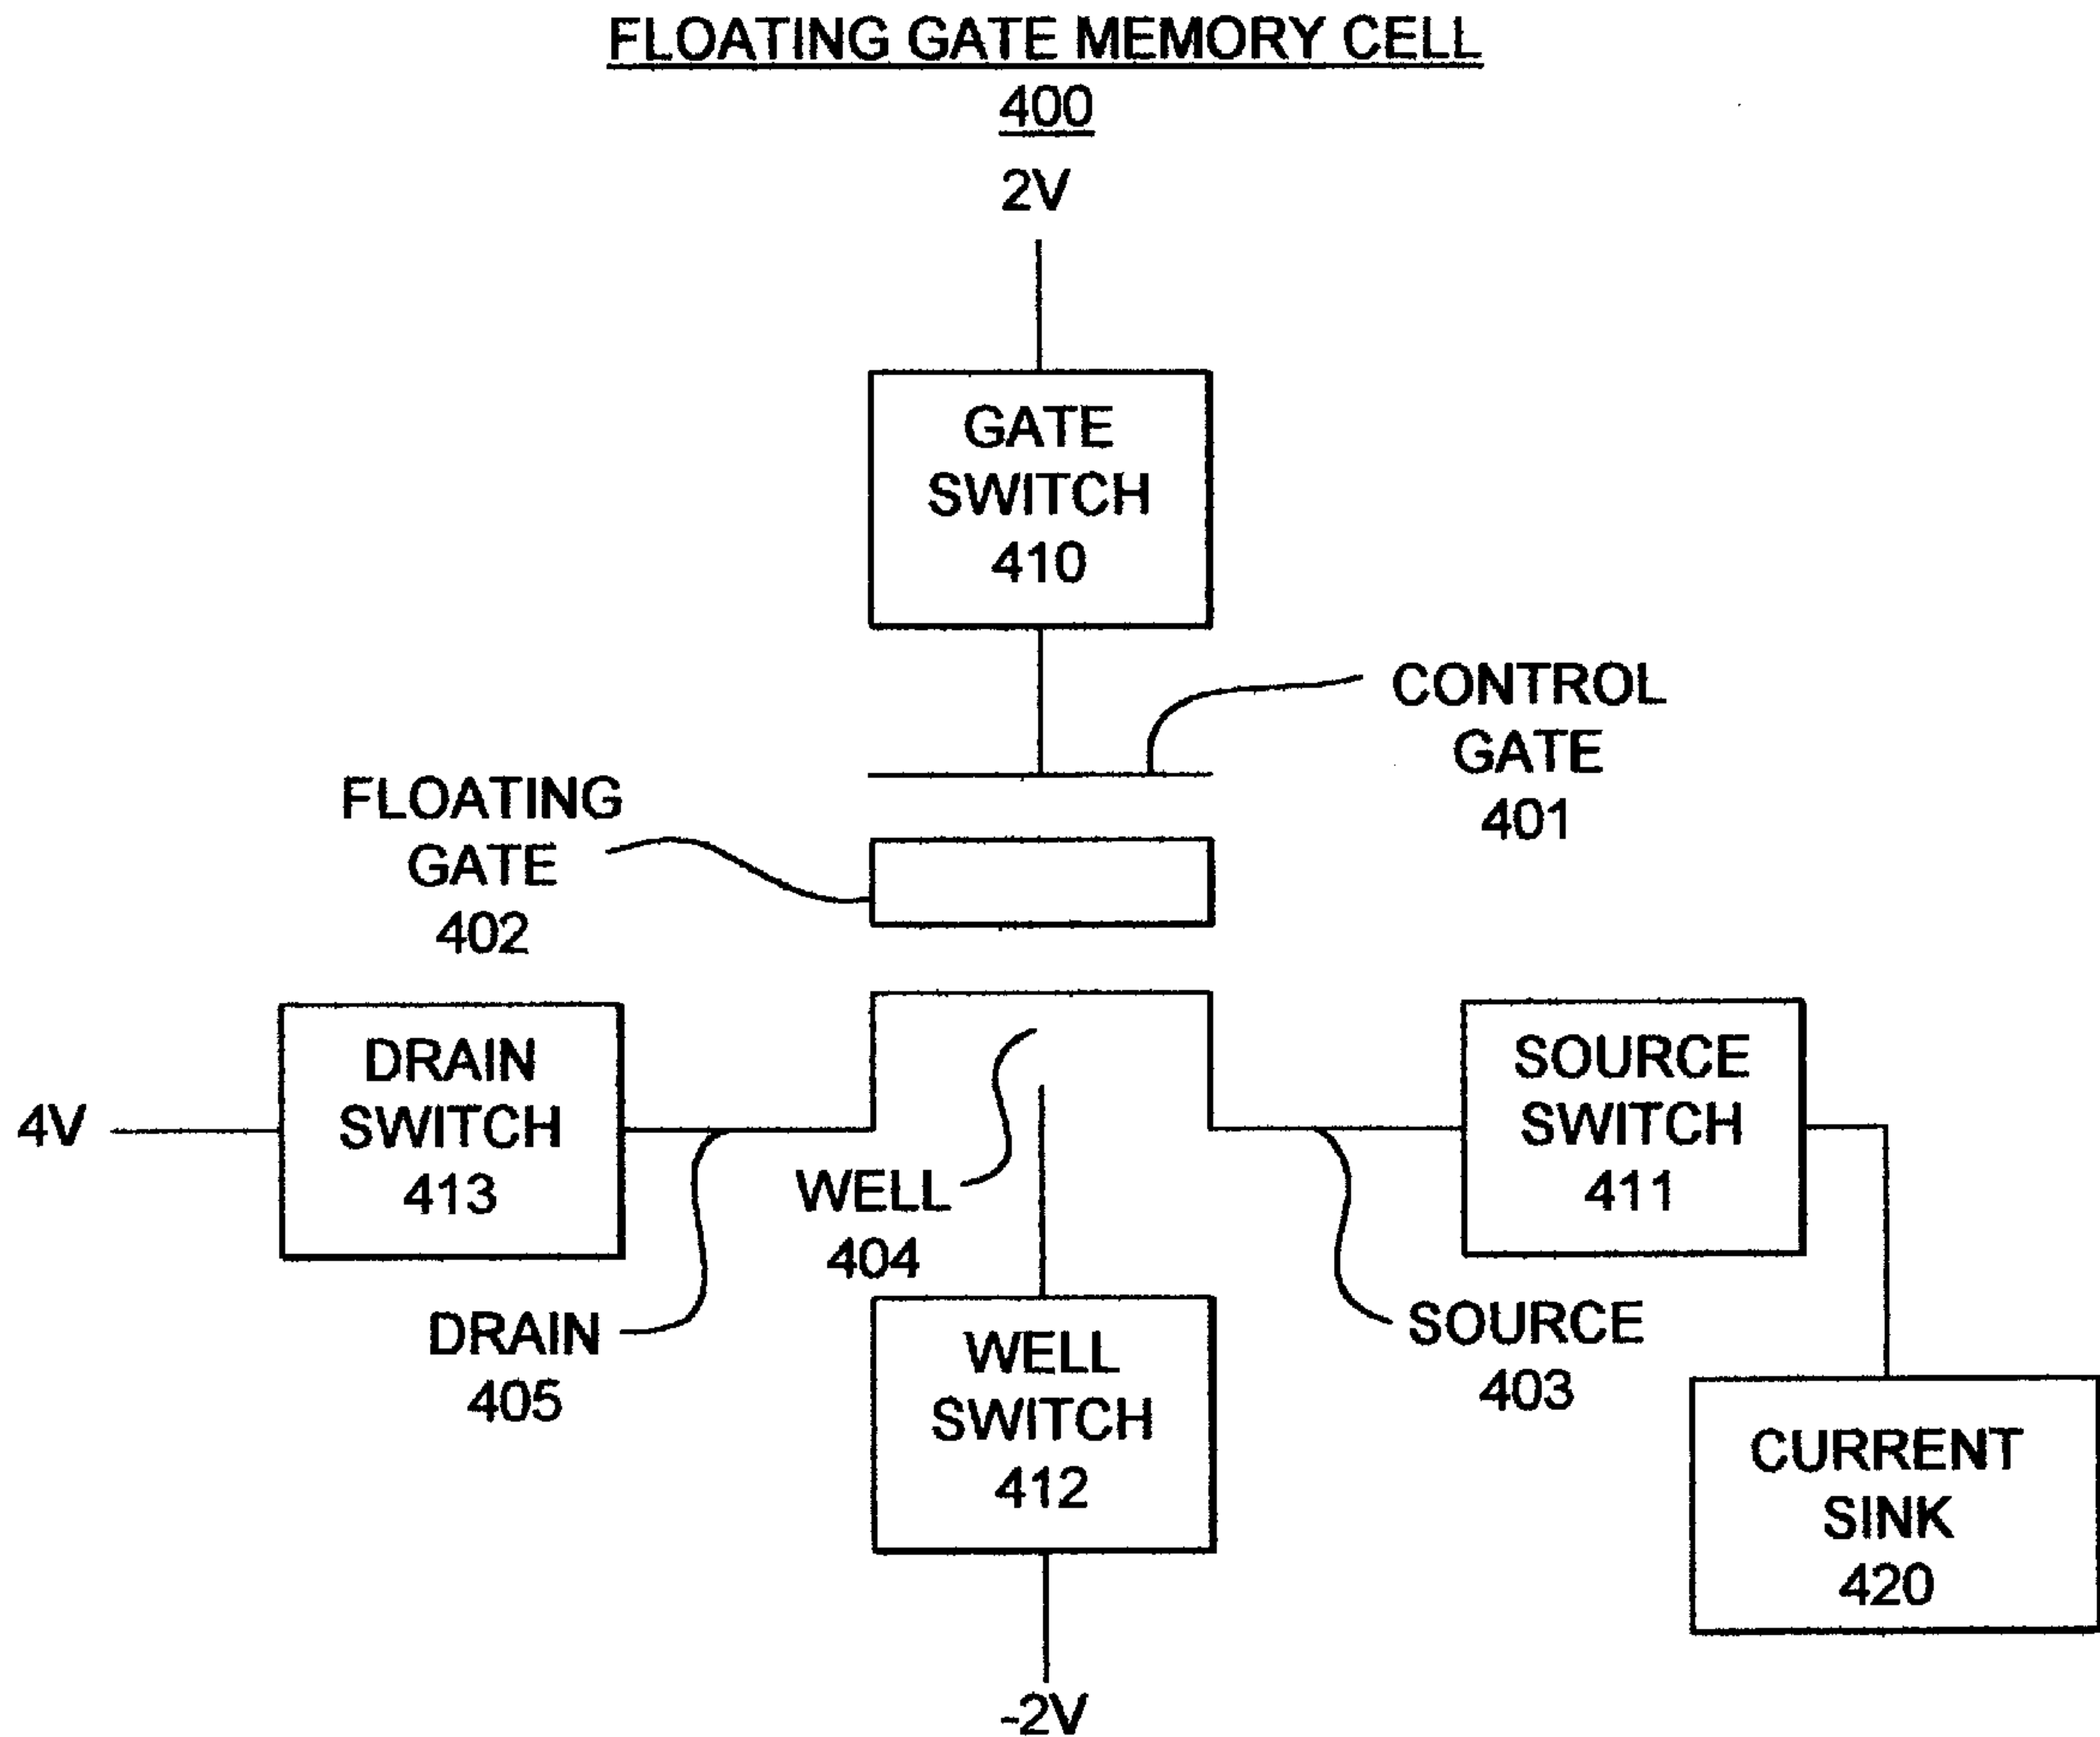 FLOATING GATE MEMORY CELL
400
2V
GATE
SWITCH
410
CONTROL
GATE
401
FLOATING
GATE
402
DRAIN
SWITCH
413
4V
SOURCE
SWITCH
411
WELL
404
DRAIN
405
SOURCE
403
WELL
SWITCH
412
CURRENT
SINK
420
-2V